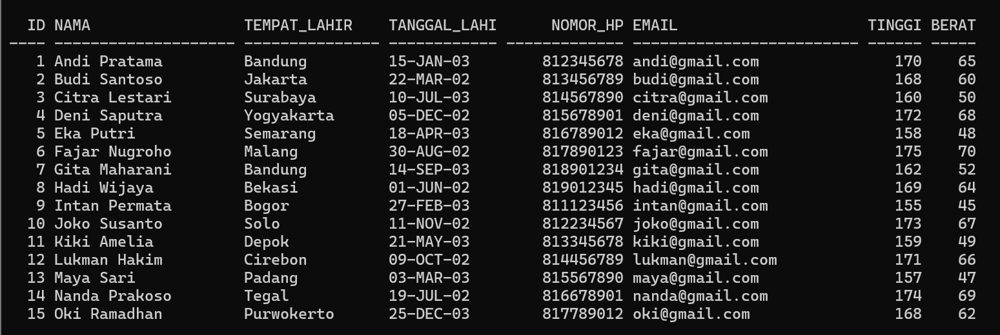 ID NAMA                 TEMPAT_LAHIR    TANGGAL_LAHI     NOMOR_HP EMAIL                     TINGGI BERAT
---- -------------------- --------------- ------------ ------------- ------------------------- ------ -----
   1 Andi Pratama         Bandung         15-JAN-03        812345678 andi@gmail.com               170    65
   2 Budi Santoso         Jakarta         22-MAR-02        813456789 budi@gmail.com               168    60
   3 Citra Lestari        Surabaya        10-JUL-03        814567890 citra@gmail.com              160    50
   4 Deni Saputra         Yogyakarta      05-DEC-02        815678901 deni@gmail.com               172    68
   5 Eka Putri            Semarang        18-APR-03        816789012 eka@gmail.com                158    48
   6 Fajar Nugroho        Malang          30-AUG-02        817890123 fajar@gmail.com              175    70
   7 Gita Maharani        Bandung         14-SEP-03        818901234 gita@gmail.com               162    52
   8 Hadi Wijaya          Bekasi          01-JUN-02        819012345 hadi@gmail.com               169    64
   9 Intan Permata        Bogor           27-FEB-03        811123456 intan@gmail.com              155    45
  10 Joko Susanto         Solo            11-NOV-02        812234567 joko@gmail.com               173    67
  11 Kiki Amelia          Depok           21-MAY-03        813345678 kiki@gmail.com               159    49
  12 Lukman Hakim         Cirebon         09-OCT-02        814456789 lukman@gmail.com             171    66
  13 Maya Sari            Padang          03-MAR-03        815567890 maya@gmail.com               157    47
  14 Nanda Prakoso        Tegal           19-JUL-02        816678901 nanda@gmail.com              174    69
  15 Oki Ramadhan         Purwokerto      25-DEC-03        817789012 oki@gmail.com                168    62